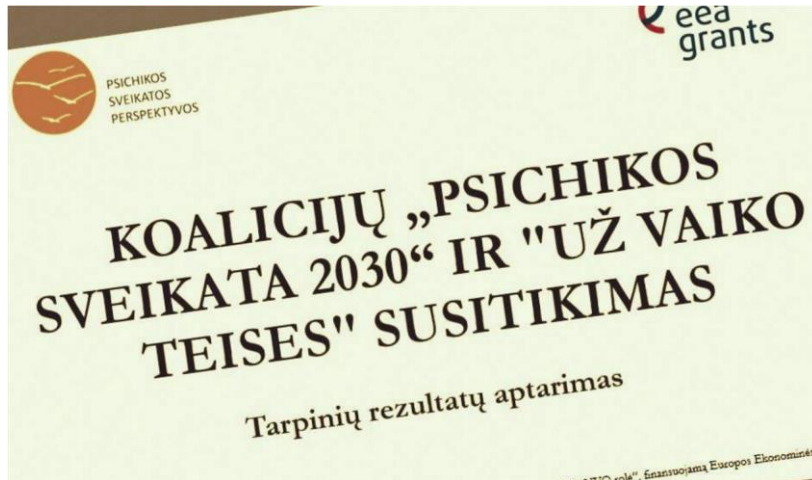 eea
grants
PSICHIKOS
SVEIKATOS
PERSPEKTYVOS
KOALICIJŲ „PSICHIKOS
SVEIKATA 2030“ IR "UŽ VAIKO
TEISES" SUSITIKIMAS
Tarpinių rezultatų aptarimas
finansuojamą Europos Ekonominės